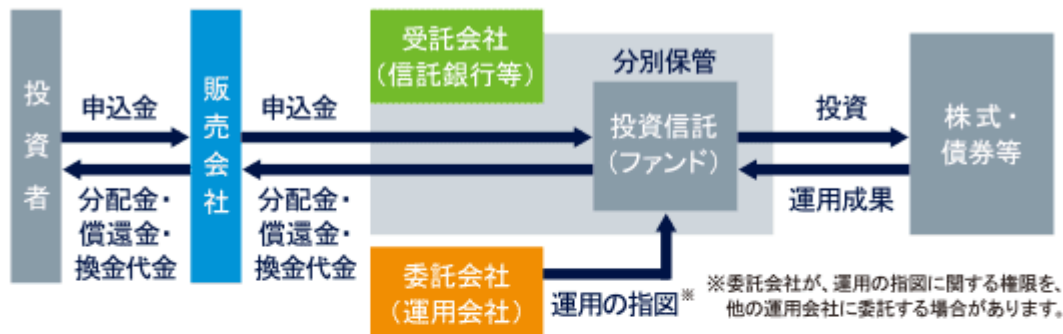 投資者
申込金
分配金・
償還金・
換金代金
販売会社
申込金
分配金・
償還金・
換金代金
受託会社
（信託銀行等）
分別保管
投資信託
（ファンド）
委託会社
（運用会社）
運用の指図※
投資
運用成果
株式・
債券等
※委託会社が、運用の指図に関する権限を、
他の運用会社に委託する場合があります。